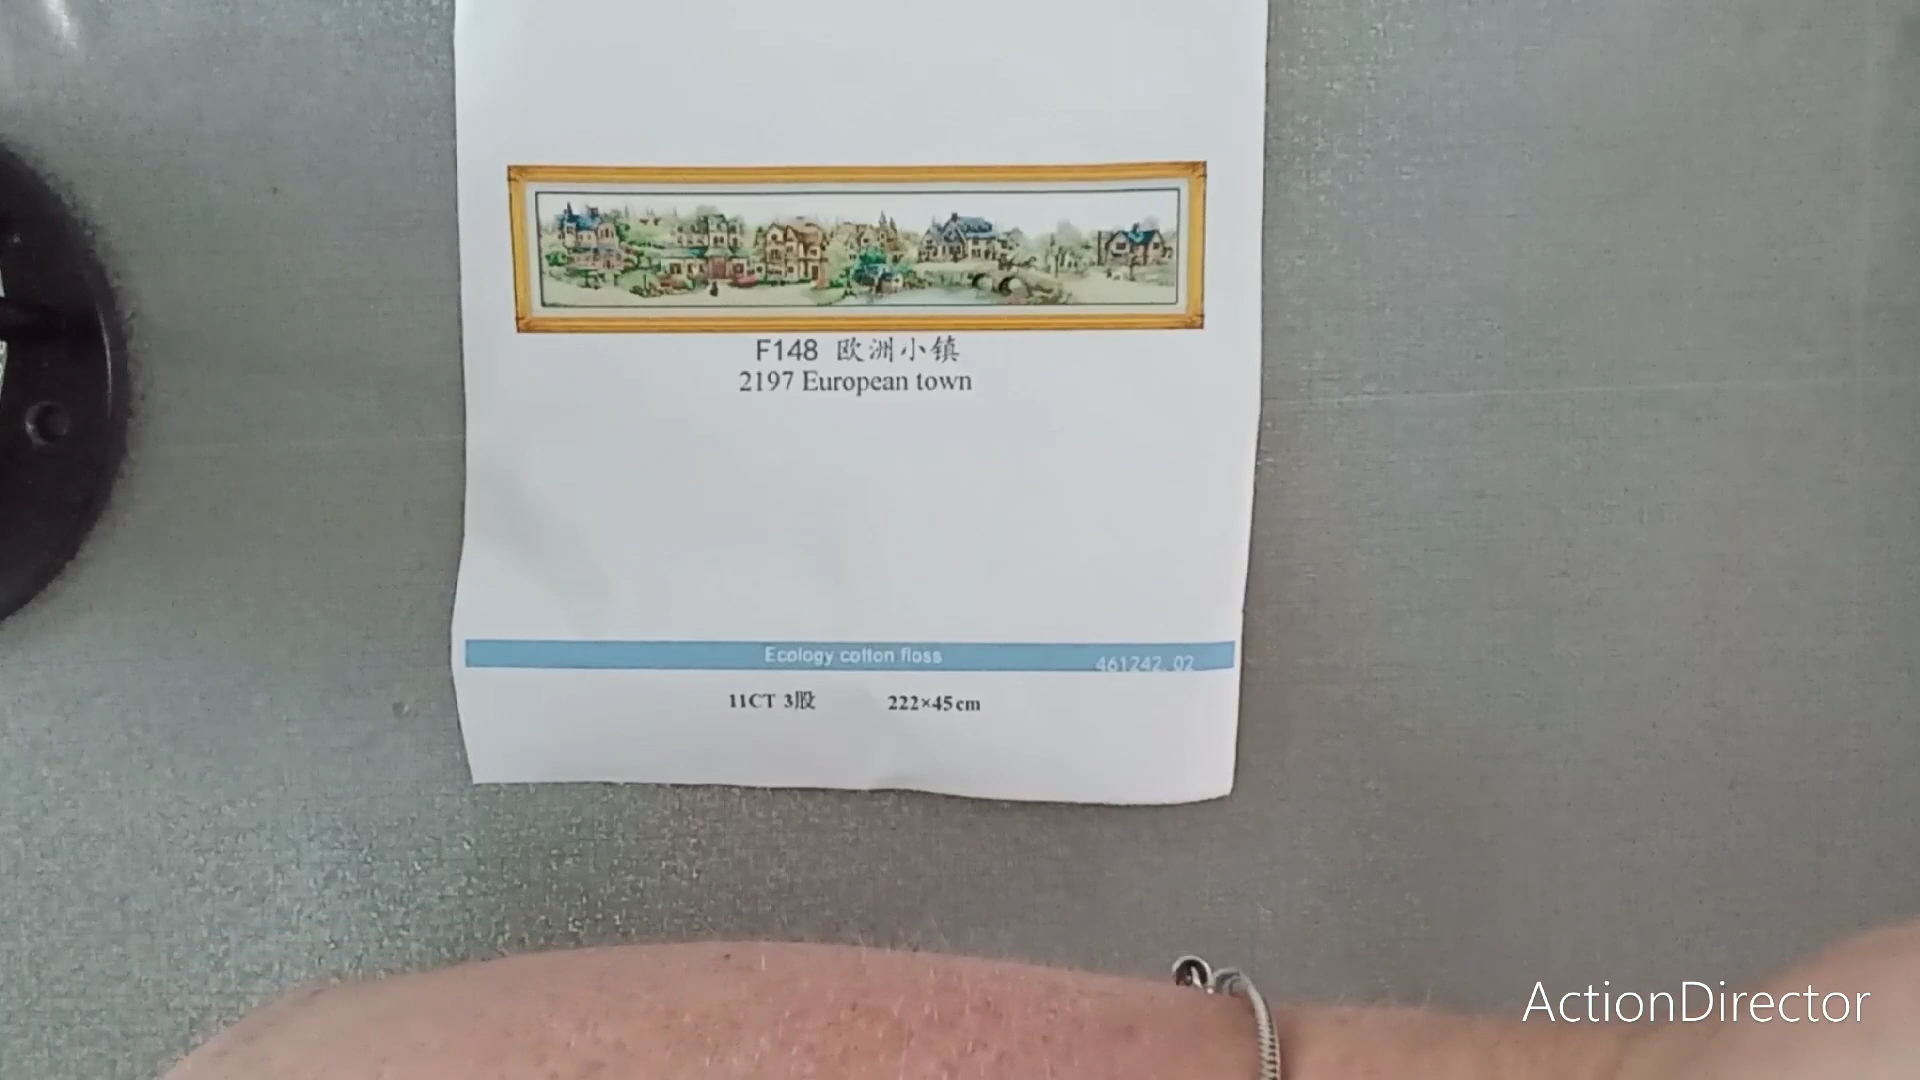 F148 欧洲小镇
2197 European town
Ecology cotton floss 461242.02
11CT 3股 222×45cm
ActionDirector